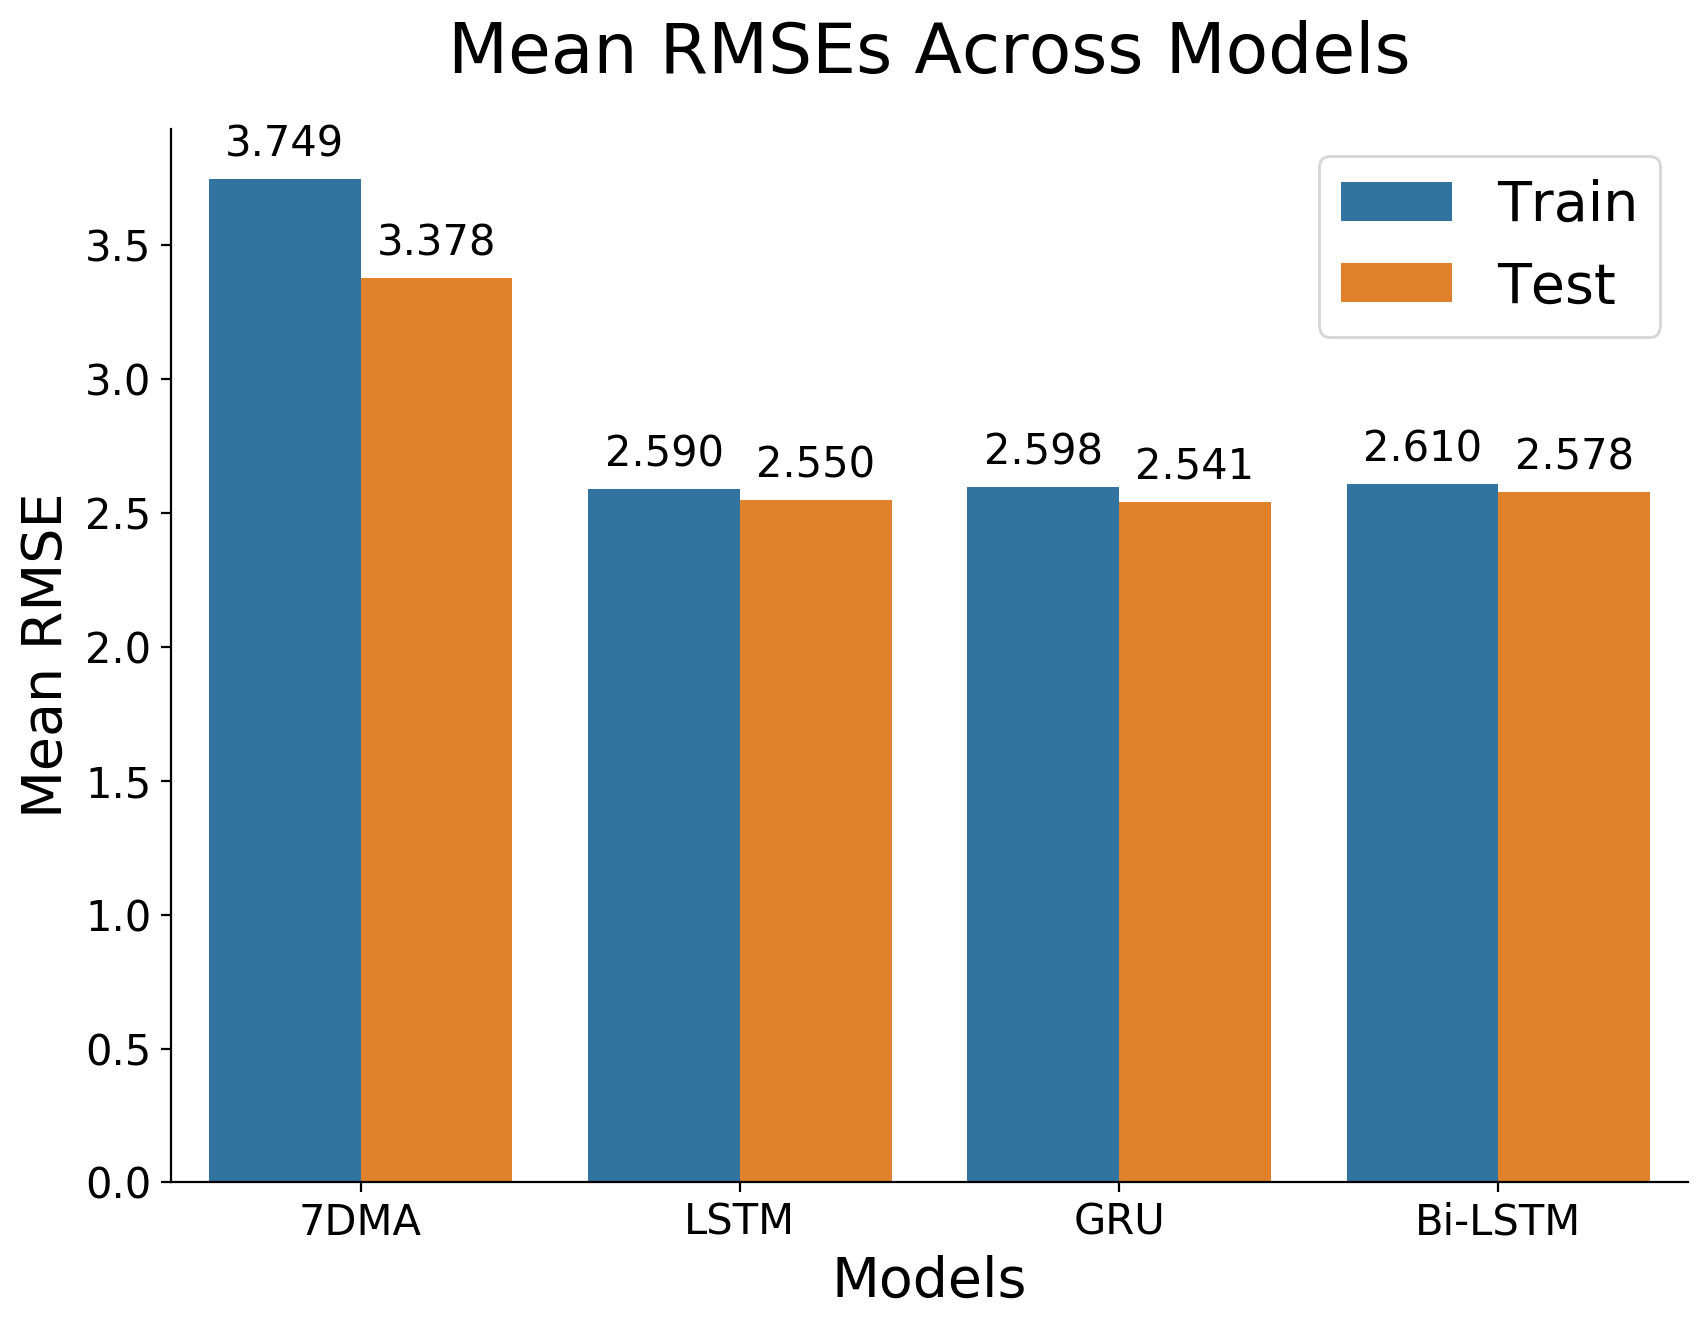 Mean RMSEs Across Models
3.749
3.378
2.590
2.550
2.598
2.541
2.610
2.578
Train
Test
Mean RMSE
3.5
3.0
2.5
2.0
1.5
1.0
0.5
0.0
7DMA
LSTM
GRU
Bi-LSTM
Models